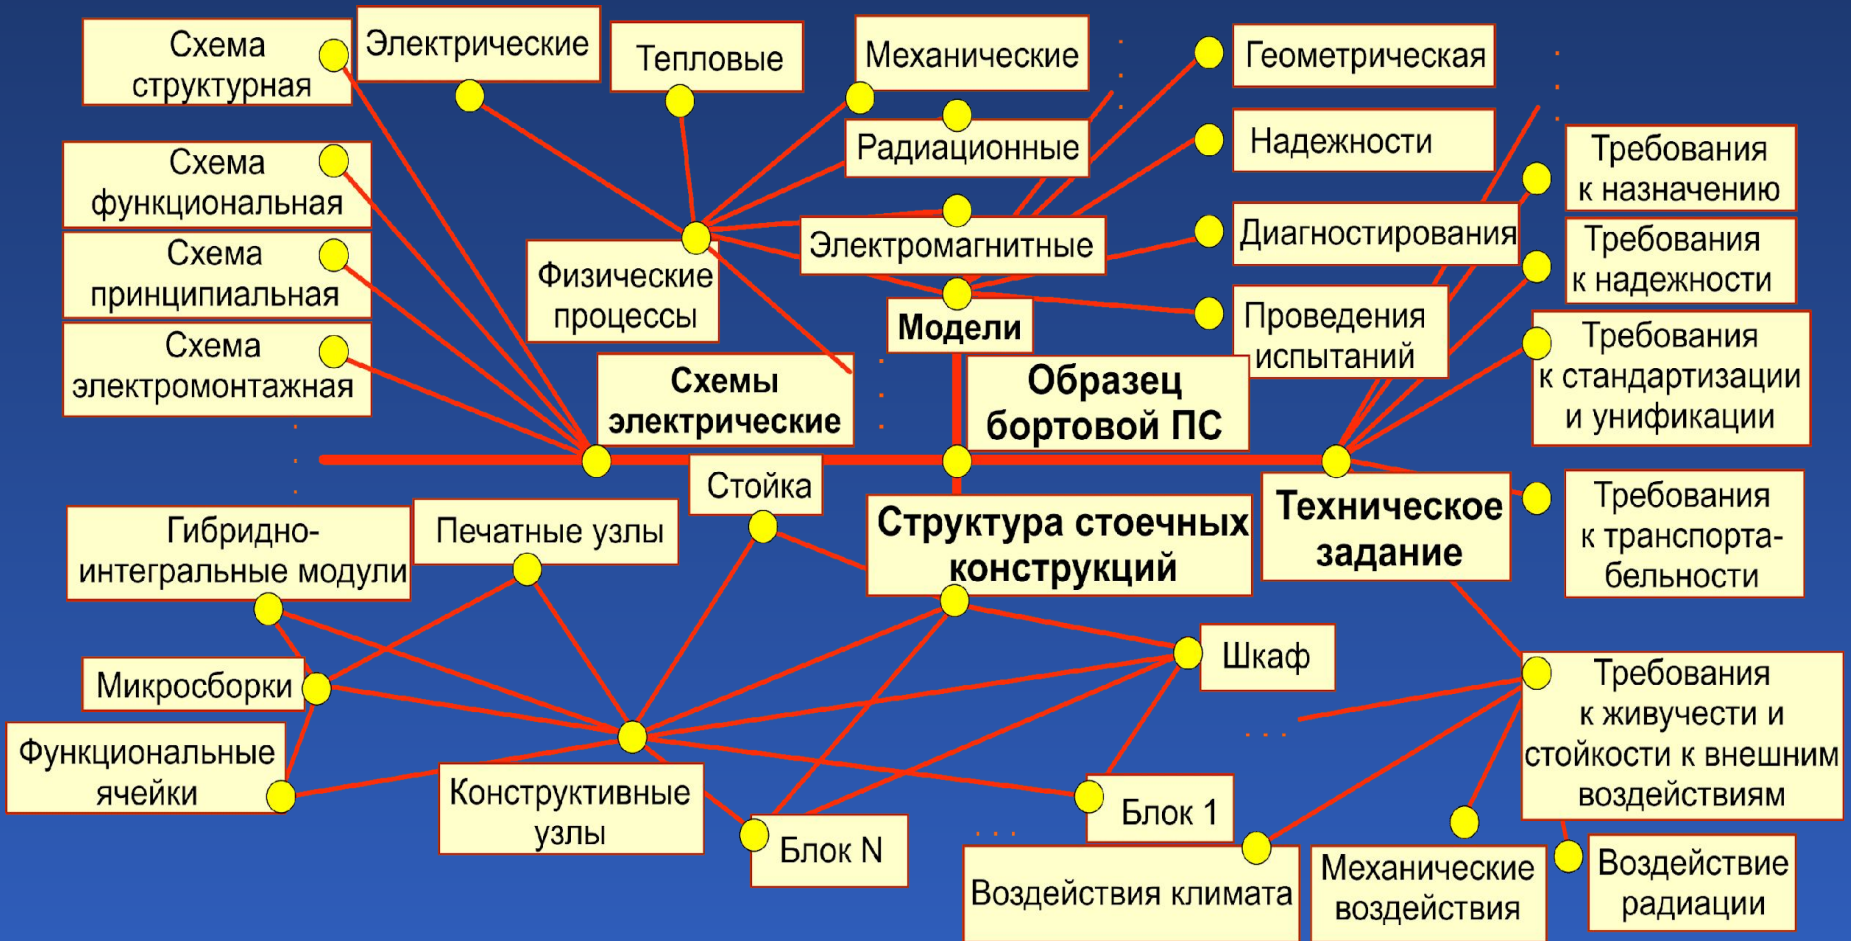 Схема
структурная
Электрические
Тепловые
Механические
Геометрическая
Схема
функциональная
Радиационные
Надежности
Требования
к назначению
Схема
принципиальная
Физические
процессы
Электромагнитные
Диагностирования
Требования
к надежности
Схема
электромонтажная
Модели
Проведения
испытаний
Требования
к стандартизации
и унификации
Схемы
электрические
Образец
бортовой ПС
Стойка
Гибридно-
интегральные модули
Печатные узлы
Структура стоечных
конструкций
Техническое
задание
Требования
к транспорта-
бельности
Микросборки
Шкаф
Требования
к живучести и
стойкости к внешним
воздействиям
Функциональные
ячейки
Конструктивные
узлы
Блок N
Блок 1
Воздействия климата
Механические
воздействия
Воздействие
радиации